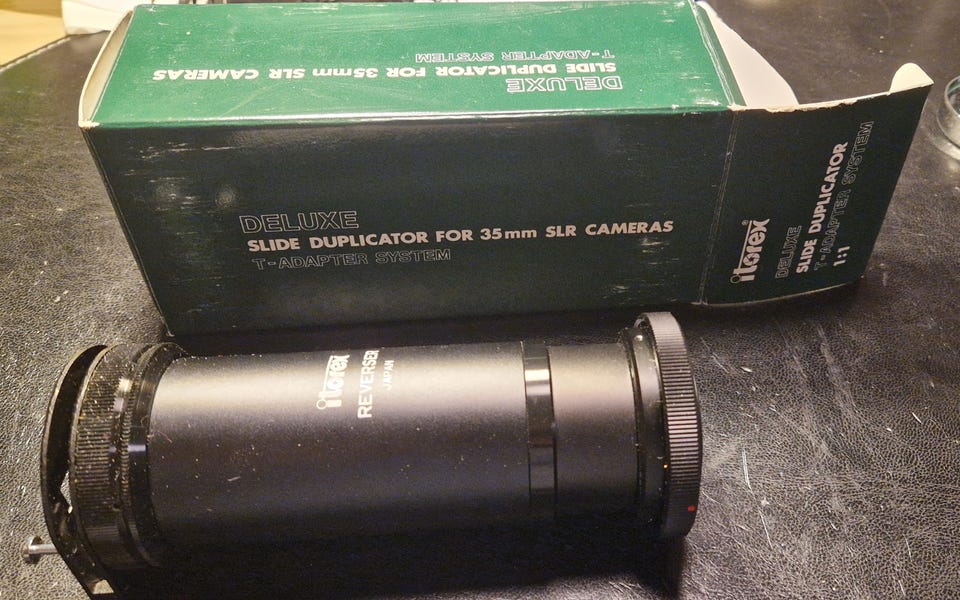 DELUXE
SLIDE DUPLICATOR FOR 35mm SLR CAMERAS
T-ADAPTER SYSTEM
DELUXE
SLIDE DUPLICATOR FOR 35mm SLR CAMERAS
T-ADAPTER SYSTEM
itorex
DELUXE
SLIDE DUPLICATOR
T-ADAPTER SYSTEM
1:1
itorex
REVERSER
JAPAN